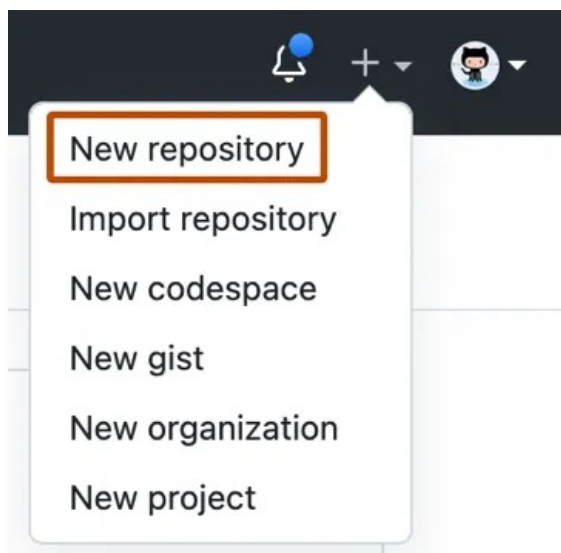 New repository
Import repository
New codespace
New gist
New organization
New project